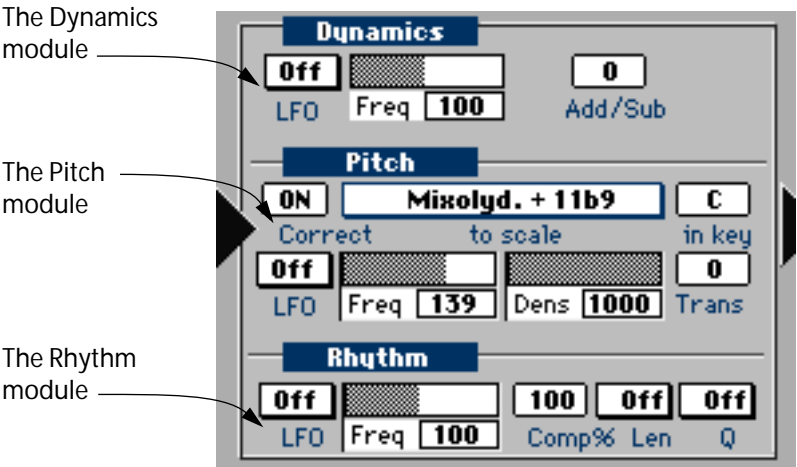 The Dynamics
module
Dynamics
Off
0
LFO
Freq 100
Add/Sub
The Pitch
module
Pitch
ON
Mixolyd. + 11b9
C
Correct
to scale
in key
Off
0
LFO
Freq 139
Dens 1000
Trans
The Rhythm
module
Rhythm
Off
100
Off
Off
LFO
Freq 100
Comp%
Len
Q